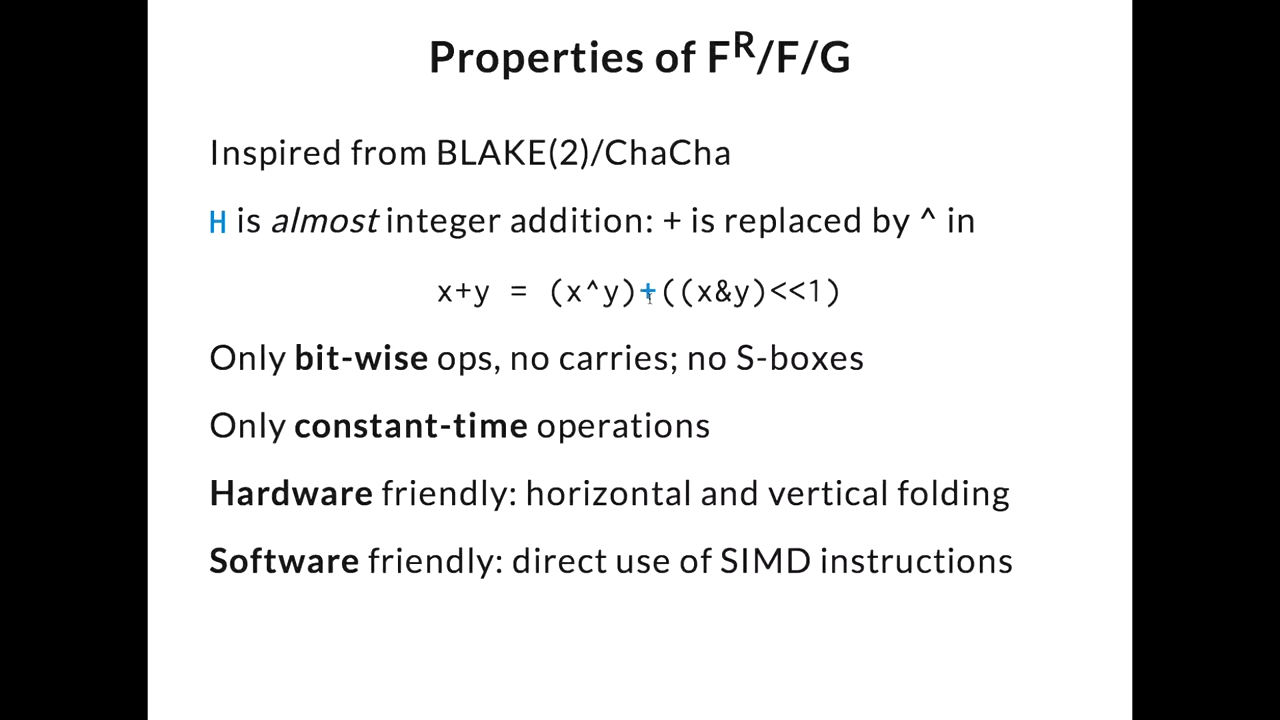 Properties of F^R/F/G
Inspired from BLAKE(2)/ChaCha
H is almost integer addition: + is replaced by ^ in
x+y = (x^y)+((x&y)<<1)
Only bit-wise ops, no carries; no S-boxes
Only constant-time operations
Hardware friendly: horizontal and vertical folding
Software friendly: direct use of SIMD instructions